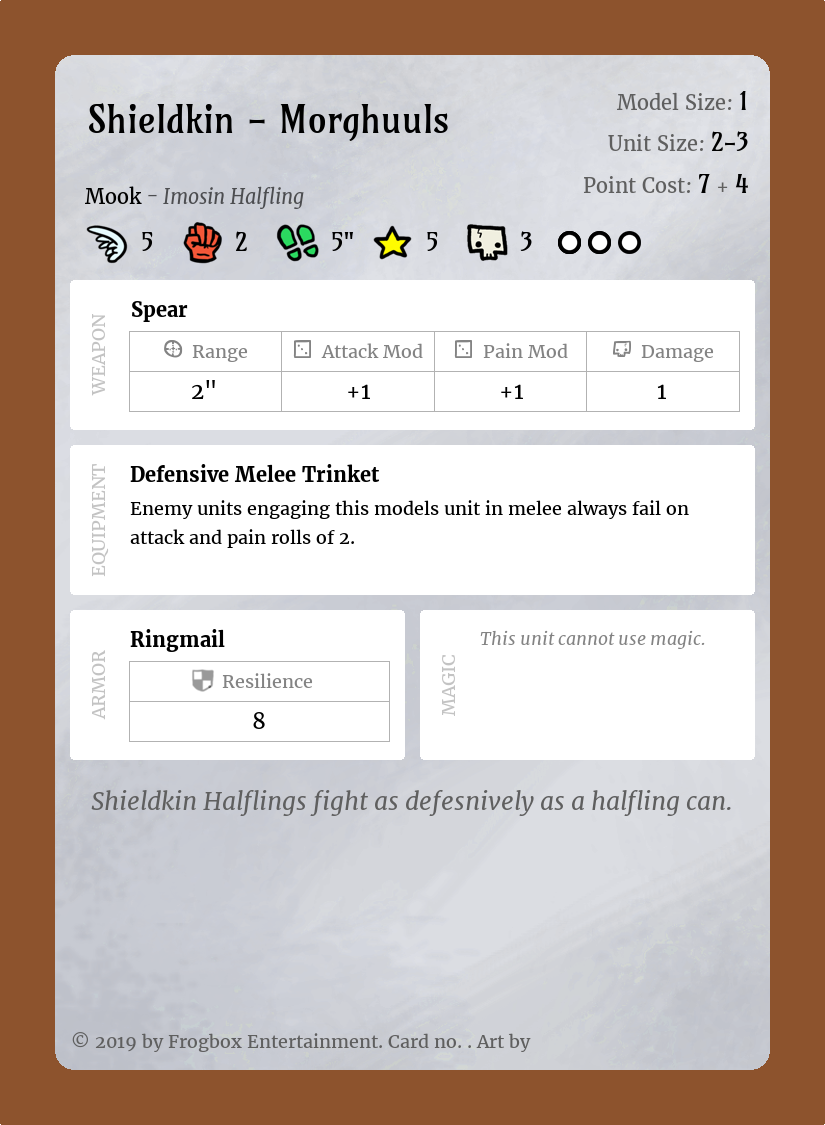 Shieldkin – Morghuuls
Model Size: 1
Unit Size: 2–3
Point Cost: 7 + 4
Mook – Imosin Halfling
5 2 5" 5 3
WEAPON
Spear
Range Attack Mod Pain Mod Damage
2" +1 +1 1
EQUIPMENT
Defensive Melee Trinket
Enemy units engaging this models unit in melee always fail on
attack and pain rolls of 2.
ARMOR
Ringmail
Resilience
8
MAGIC
This unit cannot use magic.
Shieldkin Halflings fight as defesnively as a halfling can.
© 2019 by Frogbox Entertainment. Card no. . Art by